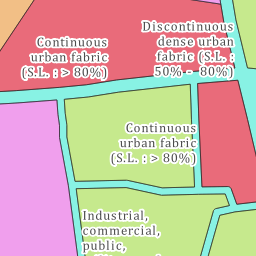 Discontinuous
dense urban
fabric (S.L. :
50% -  80%)
Continuous
urban fabric
(S.L. : > 80%)
Continuous
urban fabric
(S.L. : > 80%)
Industrial,
commercial,
public,